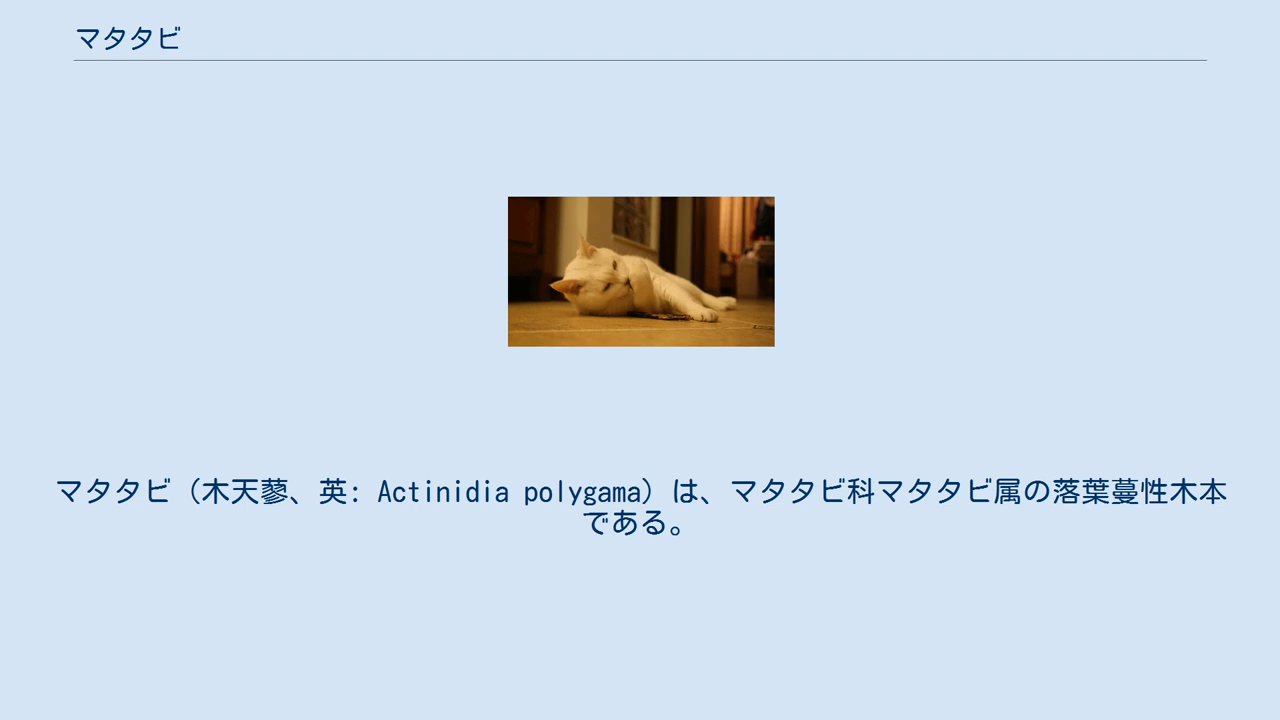 マタタビ
マタタビ（木天蓼、英: Actinidia polygama）は、マタタビ科マタタビ属の落葉蔓性木本
である。